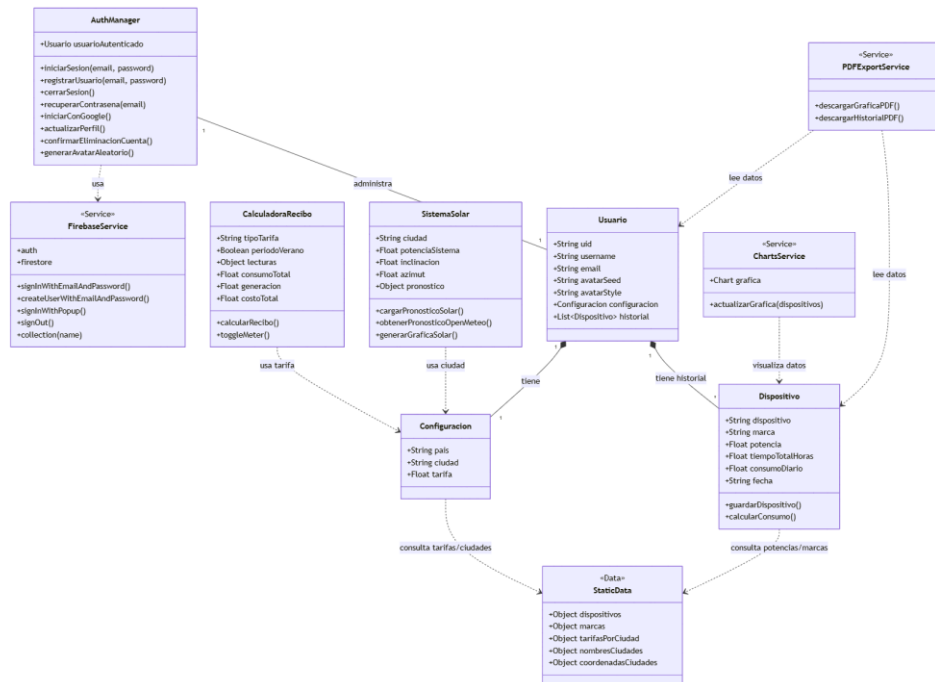 AuthManager
+Usuario usuarioAutenticado
+iniciarSesion(email, password)
+registrarUsuario(email, password)
+cerrarSesion()
+recuperarContrasena(email)
+iniciarConGoogle()
+actualizarPerfil()
+confirmarEliminacionCuenta()
+generarAvatarAleatorio()
«Service»
PDFExportService
+descargarGraficaPDF()
+descargarHistorialPDF()
1
usa
administra
lee datos
«Service»
FirebaseService
+auth
+firestore
+signInWithEmailAndPassword()
+createUserWithEmailAndPassword()
+signInWithPopup()
+signOut()
+collection(name)
CalculadoraRecibo
+String tipoTarifa
+Boolean periodoVerano
+Object lecturas
+Float consumoTotal
+Float generacion
+Float costoTotal
+calcularRecibo()
+toggleMeter()
SistemaSolar
+String ciudad
+Float potenciaSistema
+Float inclinacion
+Float azimut
+Object pronostico
+cargarPronosticoSolar()
+obtenerPronosticoOpenMeteo()
+generarGraficaSolar()
1
Usuario
+String uid
+String username
+String email
+String avatarSeed
+String avatarStyle
+Configuracion configuracion
+List<Dispositivo> historial
«Service»
ChartsService
+Chart grafica
+actualizarGrafica(dispositivos)
lee datos
1
1
usa tarifa
usa ciudad
tiene
tiene historial
visualiza datos
1
Configuracion
+String pais
+String ciudad
+Float tarifa
Dispositivo
+String dispositivo
+String marca
+Float potencia
+Float tiempoTotalHoras
+Float consumoDiario
+String fecha
+guardarDispositivo()
+calcularConsumo()
consulta tarifas/ciudades
consulta potencias/marcas
«Data»
StaticData
+Object dispositivos
+Object marcas
+Object tarifasPorCiudad
+Object nombresCiudades
+Object coordenadasCiudades